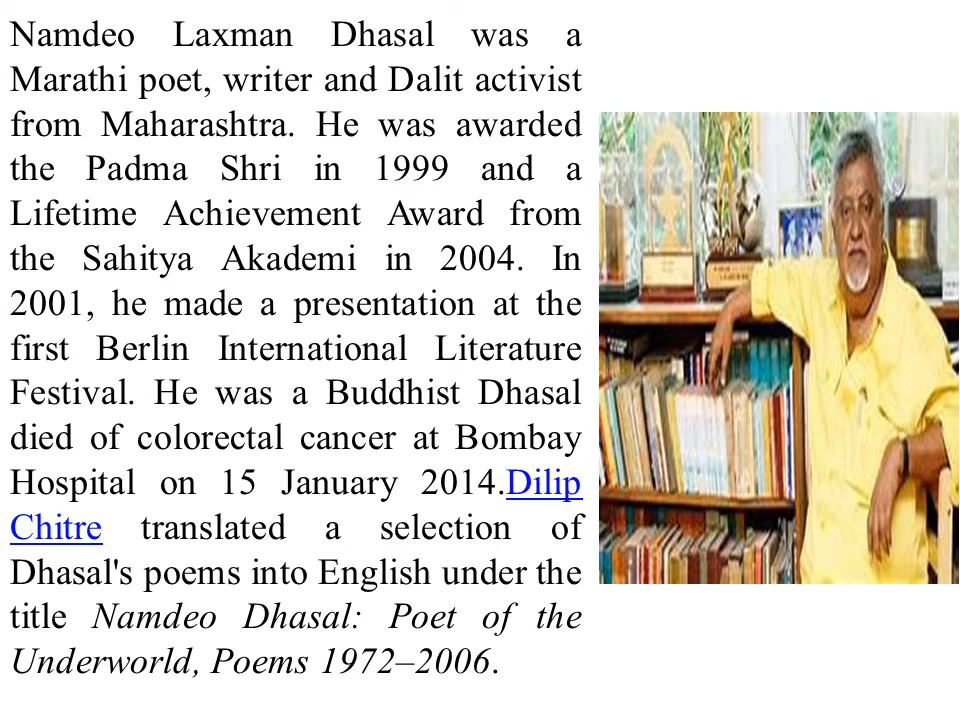 Namdeo Laxman Dhasal was a
Marathi poet, writer and Dalit activist
from Maharashtra. He was awarded
the Padma Shri in 1999 and a
Lifetime Achievement Award from
the Sahitya Akademi in 2004. In
2001, he made a presentation at the
first Berlin International Literature
Festival. He was a Buddhist Dhasal
died of colorectal cancer at Bombay
Hospital on 15 January 2014.Dilip
Chitre translated a selection of
Dhasal's poems into English under the
title Namdeo Dhasal: Poet of the
Underworld, Poems 1972–2006.